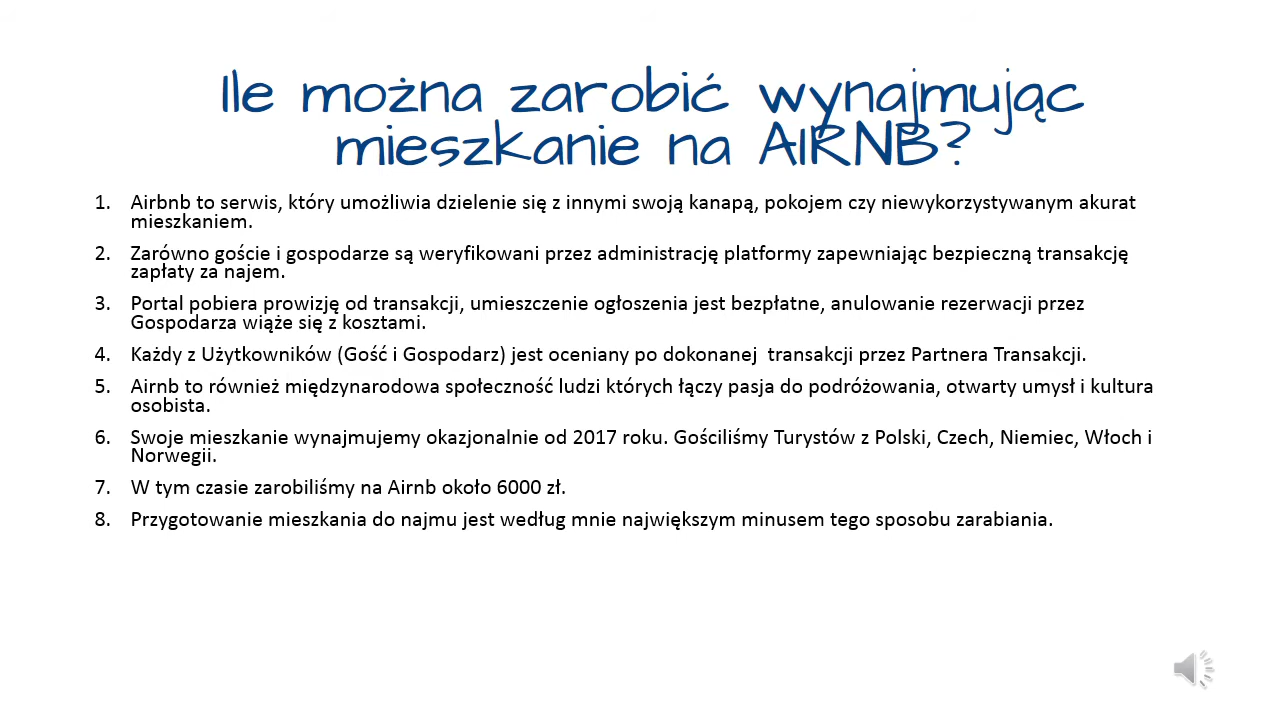 Ile można zarobić wynajmując
mieszkanie na AIRNB?
1. Airbnb to serwis, który umożliwia dzielenie się z innymi swoją kanapą, pokojem czy niewykorzystywanym akurat
mieszkaniem.
2. Zarówno goście i gospodarze są weryfikowani przez administrację platformy zapewniając bezpieczną transakcję
zapłaty za najem.
3. Portal pobiera prowizję od transakcji, umieszczenie ogłoszenia jest bezpłatne, anulowanie rezerwacji przez
Gospodarza wiąże się z kosztami.
4. Każdy z Użytkowników (Gość i Gospodarz) jest oceniany po dokonanej  transakcji przez Partnera Transakcji.
5. Airnb to również międzynarodowa społeczność ludzi których łączy pasja do podróżowania, otwarty umysł i kultura
osobista.
6. Swoje mieszkanie wynajmujemy okazjonalnie od 2017 roku. Gościliśmy Turystów z Polski, Czech, Niemiec, Włoch i
Norwegii.
7. W tym czasie zarobiliśmy na Airnb około 6000 zł.
8. Przygotowanie mieszkania do najmu jest według mnie największym minusem tego sposobu zarabiania.